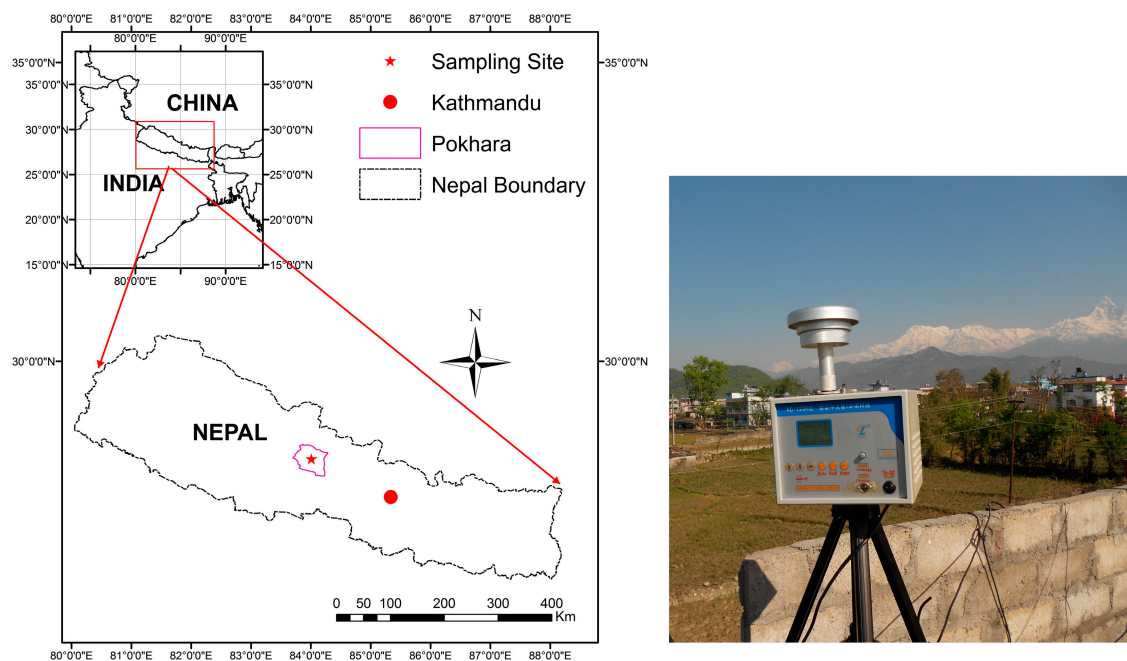 80°0'0"E 81°0'0"E 82°0'0"E 83°0'0"E 84°0'0"E 85°0'0"E 86°0'0"E 87°0'0"E 88°0'0"E
80°0'0"E 90°0'0"E
35°0'0"N 35°0'0"N 35°0'0"N
35°0'0"N
30°0'0"N 30°0'0"N
25°0'0"N 25°0'0"N
20°0'0"N 20°0'0"N
15°0'0"N 15°0'0"N
80°0'0"E 90°0'0"E
CHINA
INDIA
Sampling Site
Kathmandu
Pokhara
Nepal Boundary
N
30°0'0"N 30°0'0"N
NEPAL
0 50 100 200 300 400
Km
80°0'0"E 81°0'0"E 82°0'0"E 83°0'0"E 84°0'0"E 85°0'0"E 86°0'0"E 87°0'0"E 88°0'0"E